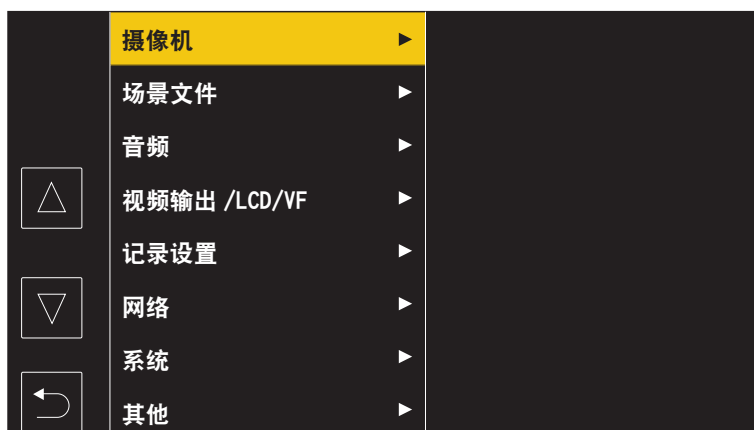 摄像机
场景文件
音频
视频输出 /LCD/VF
记录设置
网络
系统
其他